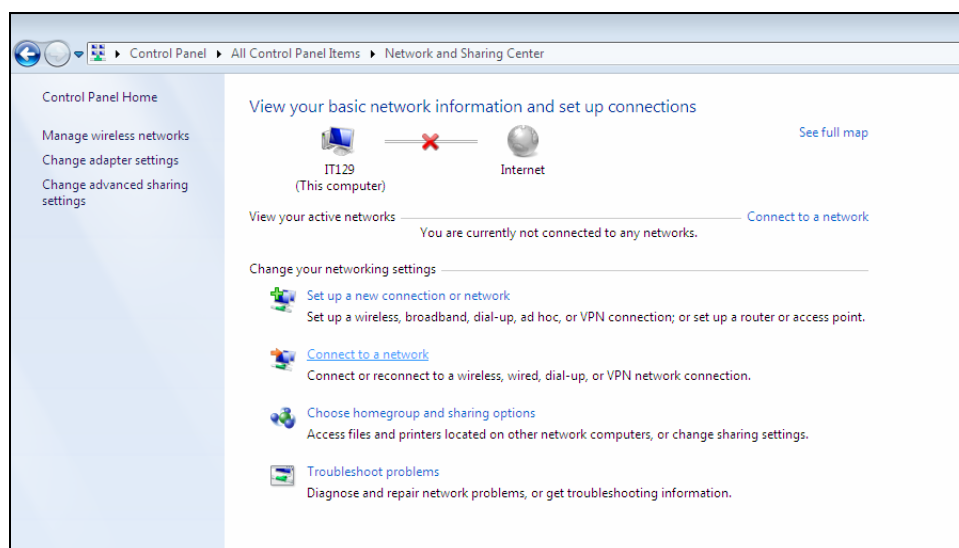 Control Panel ▸ All Control Panel Items ▸ Network and Sharing Center
Control Panel Home
Manage wireless networks
Change adapter settings
Change advanced sharing
settings
View your basic network information and set up connections
See full map
IT129
(This computer)
Internet
View your active networks
Connect to a network
You are currently not connected to any networks.
Change your networking settings
Set up a new connection or network
Set up a wireless, broadband, dial-up, ad hoc, or VPN connection; or set up a router or access point.
Connect to a network
Connect or reconnect to a wireless, wired, dial-up, or VPN network connection.
Choose homegroup and sharing options
Access files and printers located on other network computers, or change sharing settings.
Troubleshoot problems
Diagnose and repair network problems, or get troubleshooting information.